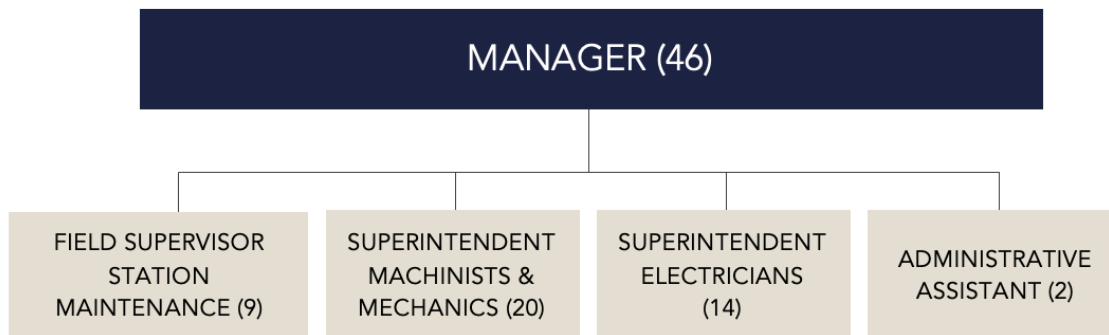 MANAGER (46)
FIELD SUPERVISOR
STATION
MAINTENANCE (9)
SUPERINTENDENT
MACHINISTS &
MECHANICS (20)
SUPERINTENDENT
ELECTRICIANS
(14)
ADMINISTRATIVE
ASSISTANT (2)